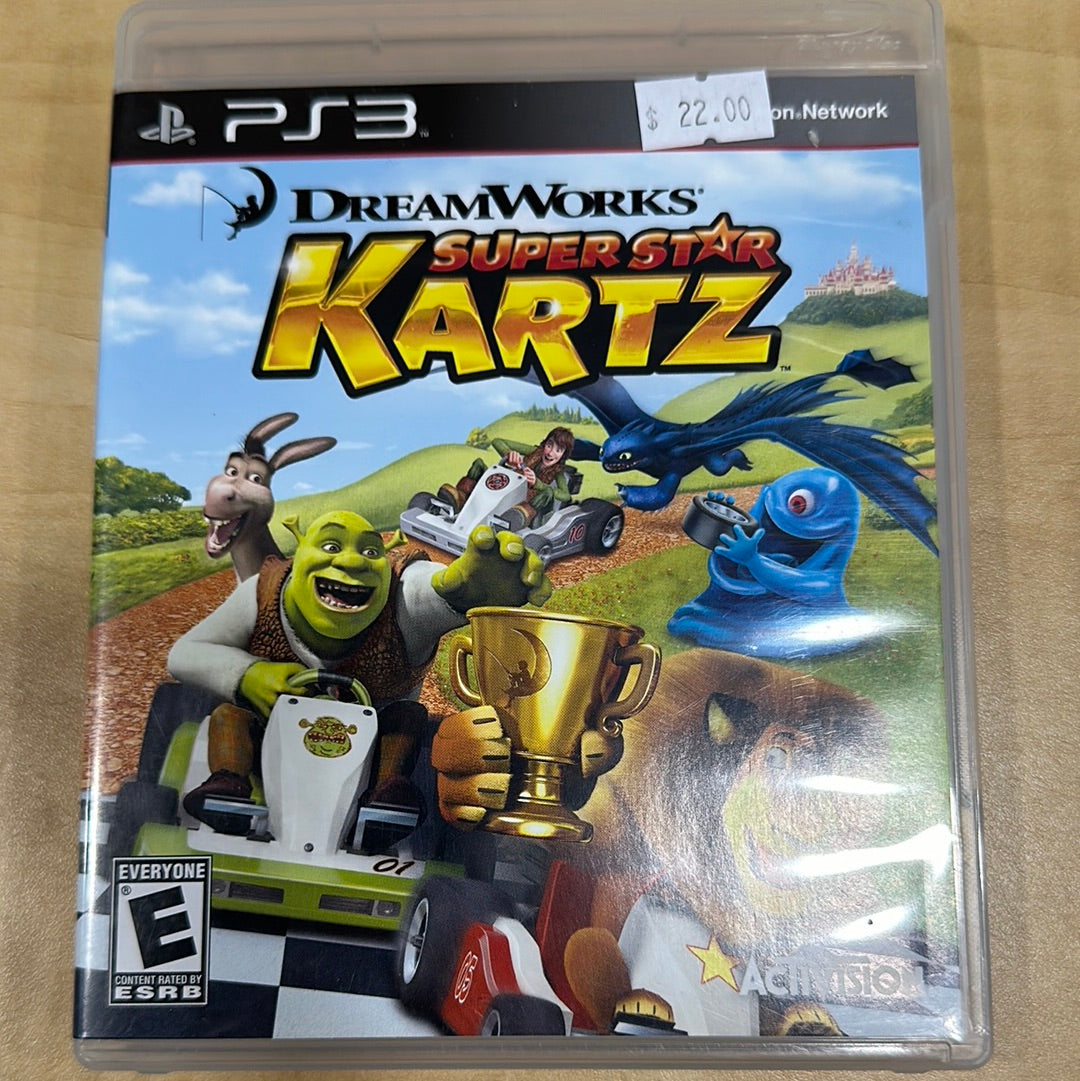 PS3
$ 22.00
on Network
DREAMWORKS
SUPER STAR
KARTZ
10
01
EVERYONE
E
CONTENT RATED BY
ESRB
ACTIVISION